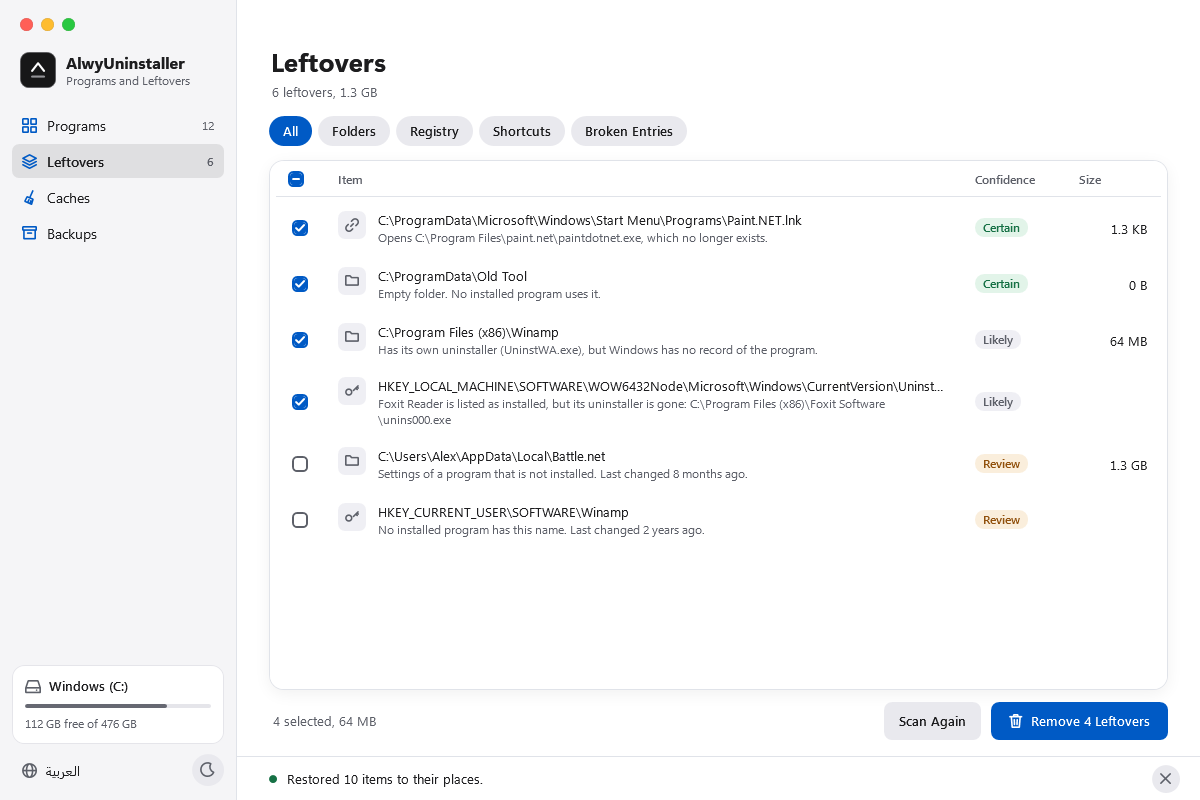 AlwyUninstaller
Programs and Leftovers
Programs 12
Leftovers 6
Caches
Backups
Windows (C:)
112 GB free of 476 GB
العربية
Leftovers
6 leftovers, 1.3 GB
All Folders Registry Shortcuts Broken Entries
Item Confidence Size
C:\ProgramData\Microsoft\Windows\Start Menu\Programs\Paint.NET.lnk
Opens C:\Program Files\paint.net\paintdotnet.exe, which no longer exists.
Certain 1.3 KB
C:\ProgramData\Old Tool
Empty folder. No installed program uses it.
Certain 0 B
C:\Program Files (x86)\Winamp
Has its own uninstaller (UninstWA.exe), but Windows has no record of the program.
Likely 64 MB
HKEY_LOCAL_MACHINE\SOFTWARE\WOW6432Node\Microsoft\Windows\CurrentVersion\Uninst...
Foxit Reader is listed as installed, but its uninstaller is gone: C:\Program Files (x86)\Foxit Software
\unins000.exe
Likely
C:\Users\Alex\AppData\Local\Battle.net
Settings of a program that is not installed. Last changed 8 months ago.
Review 1.3 GB
HKEY_CURRENT_USER\SOFTWARE\Winamp
No installed program has this name. Last changed 2 years ago.
Review
4 selected, 64 MB
Scan Again
Remove 4 Leftovers
Restored 10 items to their places.